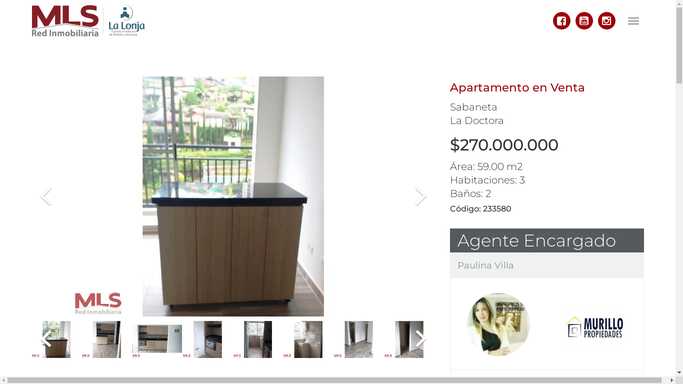 MLS
Red Inmobiliaria
La Lonja
Apartamento en Venta
Sabaneta
La Doctora
$270.000.000
Área: 59.00 m2
Habitaciones: 3
Baños: 2
Código: 233580
Agente Encargado
Paulina Villa
MLS
Red Inmobiliaria
MURILLO
PROPIEDADES